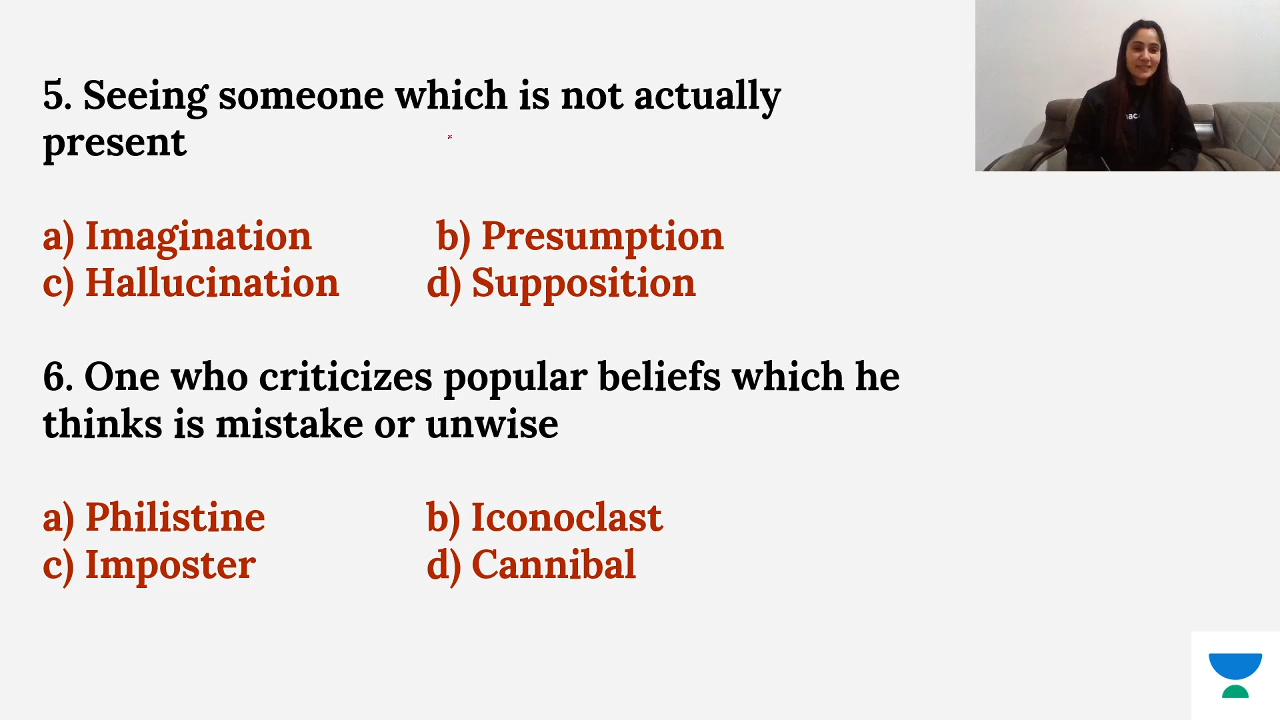 5. Seeing someone which is not actually
present
a) Imagination b) Presumption
c) Hallucination d) Supposition
6. One who criticizes popular beliefs which he
thinks is mistake or unwise
a) Philistine b) Iconoclast
c) Imposter d) Cannibal